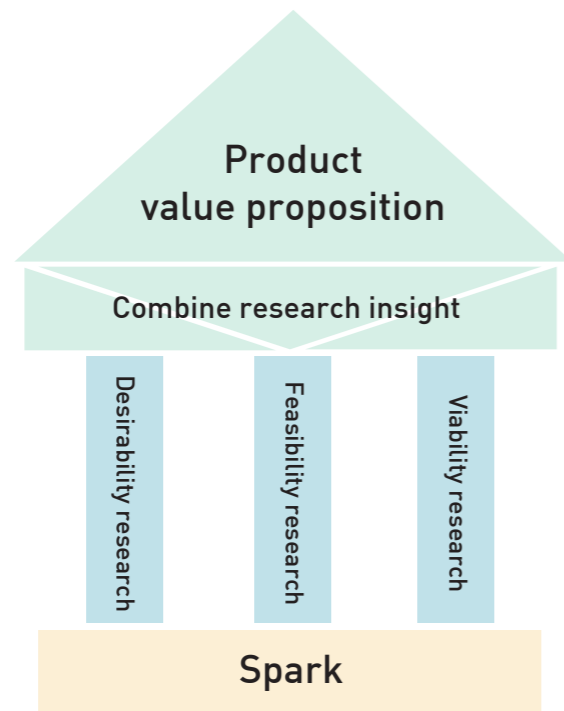 Product
value proposition
Combine research insight
Desirability research
Feasibility research
Viability research
Spark